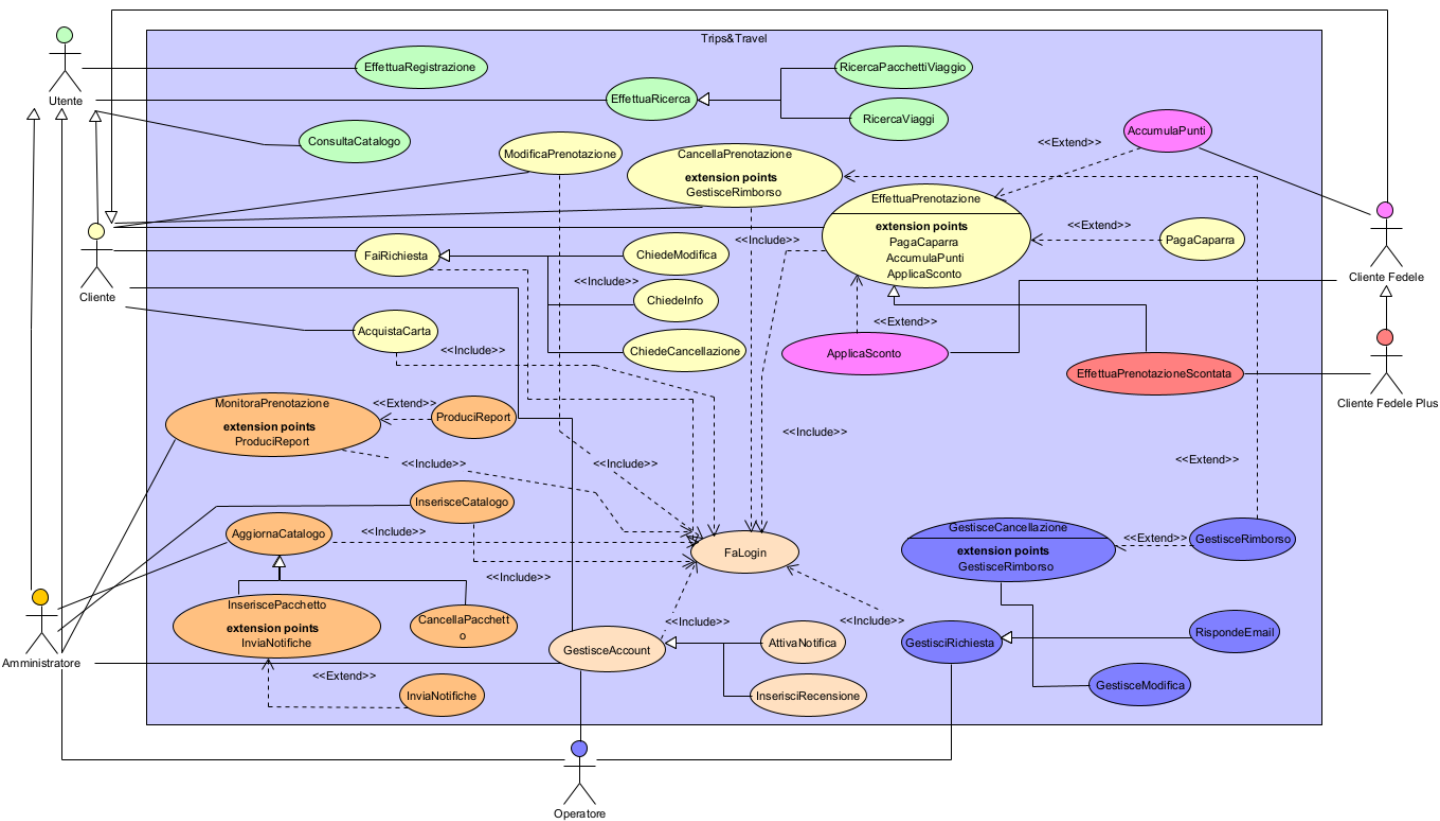 Trips&Travel
Utente
EffettuaRegistrazione
RicercaPacchettiViaggio
EffettuaRicerca
RicercaViaggi
ConsultaCatalogo
AccumulaPunti
<<Extend>>
ModificaPrenotazione
CancellaPrenotazione
extension points
GestisceRimborso
EffettuaPrenotazione
extension points
PagaCaparra
AccumulaPunti
ApplicaSconto
<<Extend>>
PagaCaparra
<<Include>>
Cliente Fedele
Cliente
FaiRichiesta
ChiedeModifica
<<Include>>
ChiedeInfo
ChiedeCancellazione
AcquistaCarta
<<Include>>
<<Extend>>
ApplicaSconto
EffettuaPrenotazioneScontata
Cliente Fedele Plus
MonitoraPrenotazione
extension points
ProduciReport
<<Extend>>
ProduciReport
<<Include>>
<<Include>>
<<Include>>
<<Extend>>
InserisceCatalogo
AggiornaCatalogo
<<Include>>
FaLogin
GestisceCancellazione
extension points
GestisceRimborso
<<Extend>>
GestisceRimborso
<<Include>>
InseriscePacchetto
extension points
InviaNotifiche
CancellaPacchett
o
<<Include>>
<<Include>>
GestisceAccount
AttivaNotifica
GestisciRichiesta
RispondeEmail
Amministratore
<<Extend>>
InviaNotifiche
InserisciRecensione
GestisceModifica
Operatore